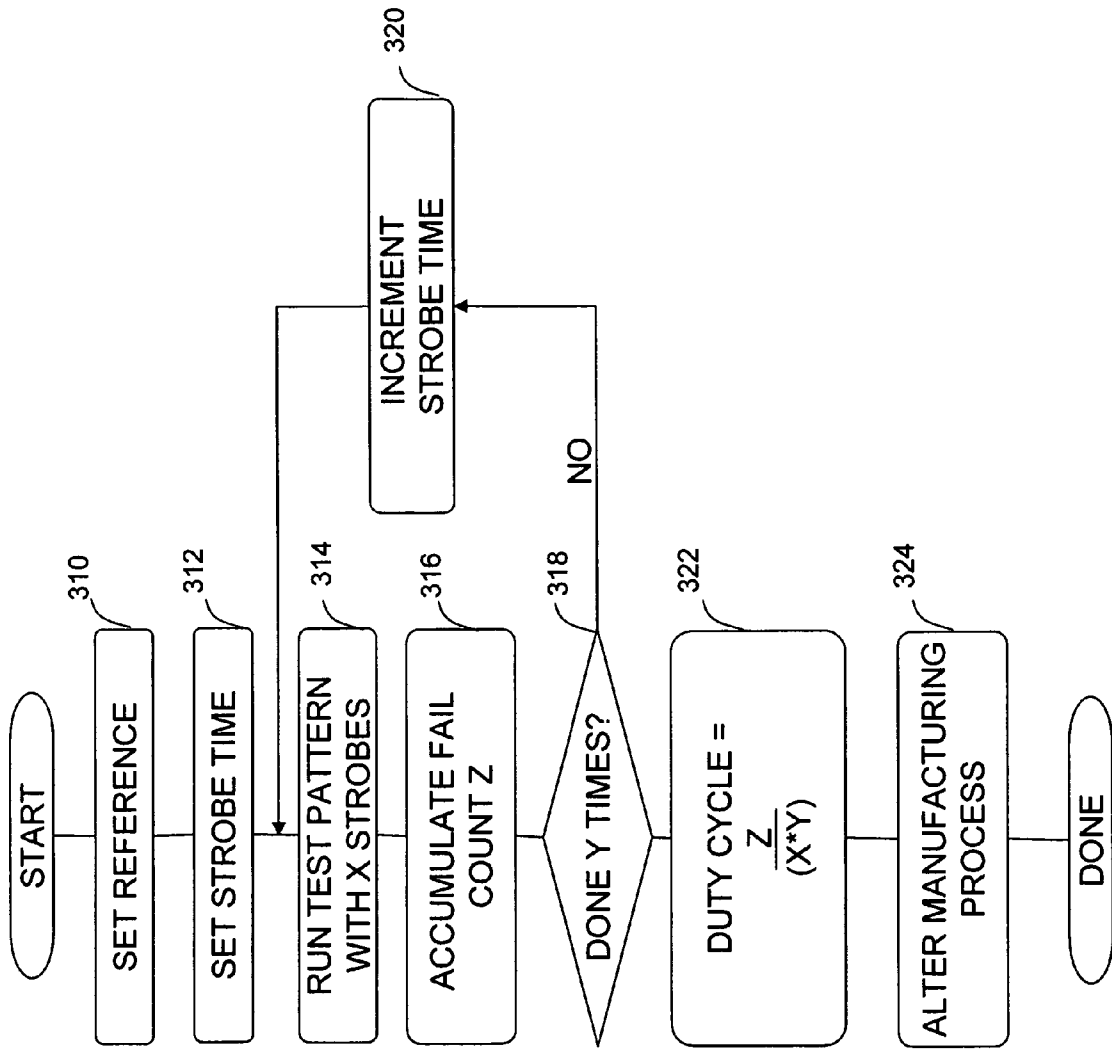 START
310
SET REFERENCE
312
SET STROBE TIME
314
RUN TEST PATTERN
WITH X STROBES
316
ACCUMULATE FAIL
COUNT Z
318
DONE Y TIMES?
NO
320
INCREMENT
STROBE TIME
322
DUTY CYCLE =
Z
(X*Y)
324
ALTER MANUFACTURING
PROCESS
DONE